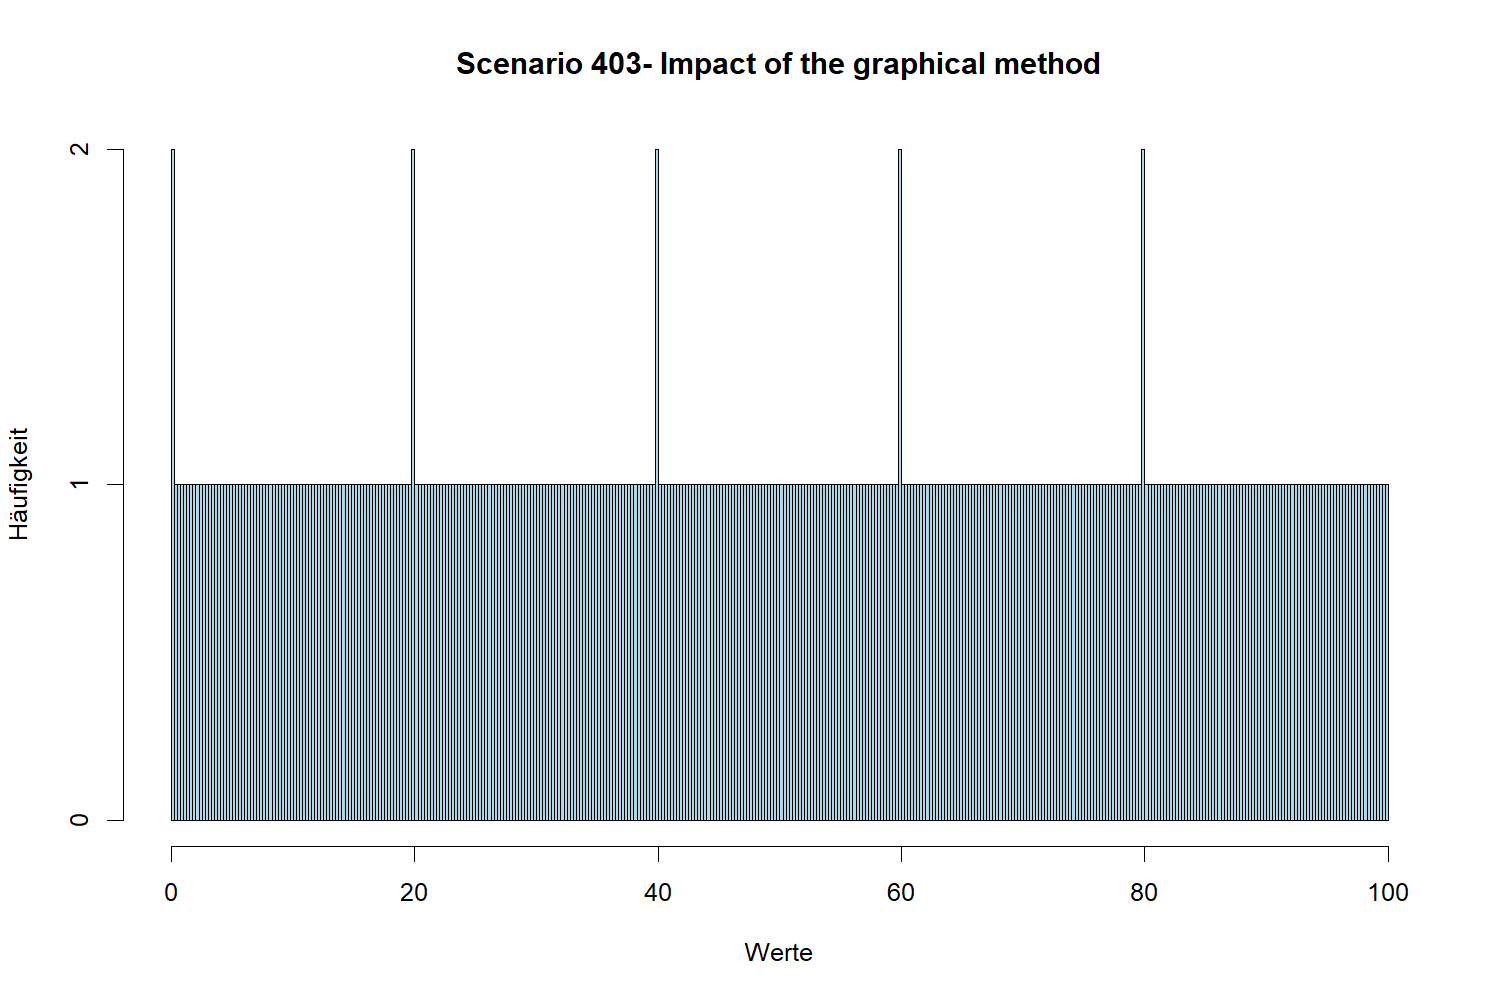 Scenario 403- Impact of the graphical method
2
1
0
Häufigkeit
0 20 40 60 80 100
Werte